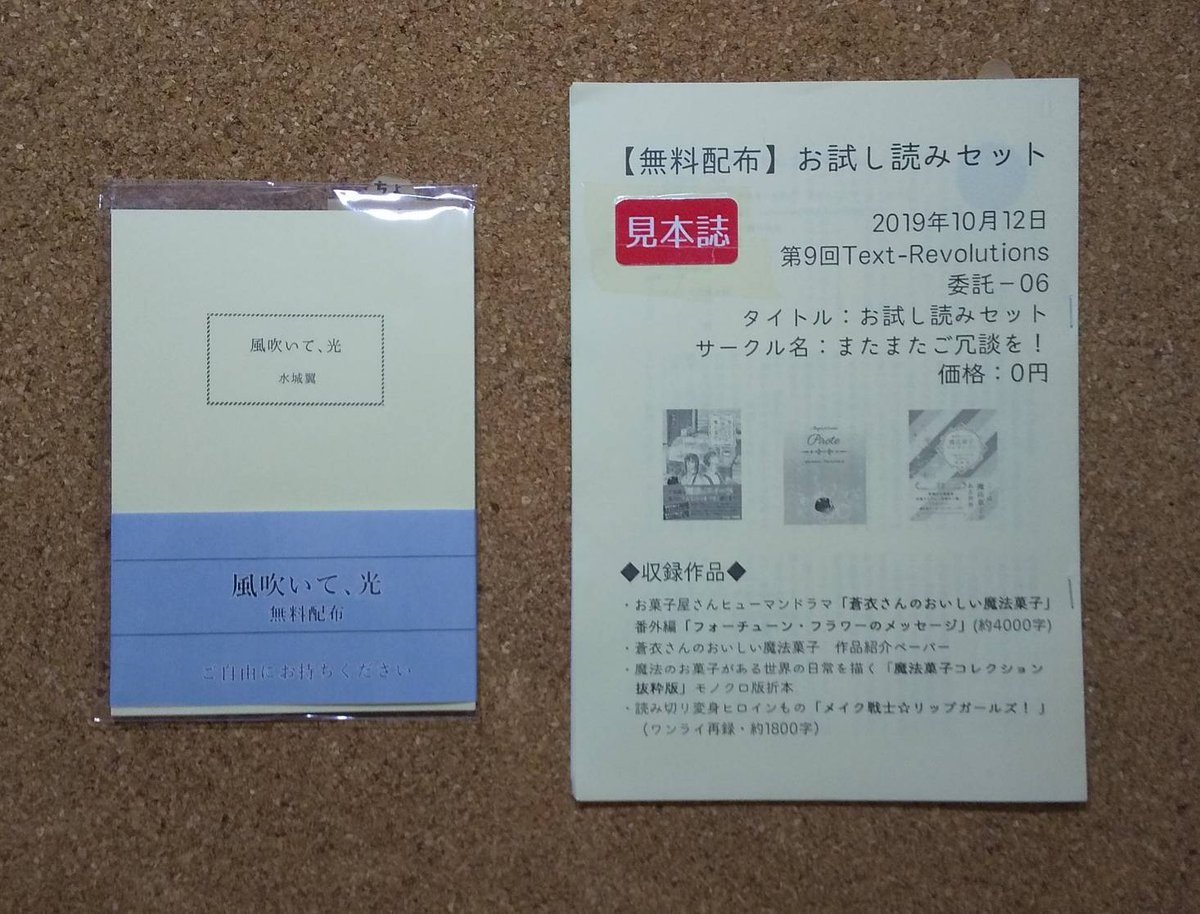 ちょ
風吹いて、光
水城翼
風吹いて、光
無料配布
ご自由にお持ちください
【無料配布】お試し読みセット
見本誌
2019年10月12日
第9回Text-Revolutions
委託－06
タイトル：お試し読みセット
サークル名：またまたご冗談を！
価格：0円
◆収録作品◆
・お菓子屋さんヒューマンドラマ「蒼衣さんのおいしい魔法菓子」
番外編「フォーチューン・フラワーのメッセージ」(約4000字)
・蒼衣さんのおいしい魔法菓子　作品紹介ペーパー
・魔法のお菓子がある世界の日常を描く「魔法菓子コレクション
抜粋版」モノクロ版折本
・読み切り変身ヒロインもの「メイク戦士☆リップガールズ！」
（ワンライ再録・約1800字）